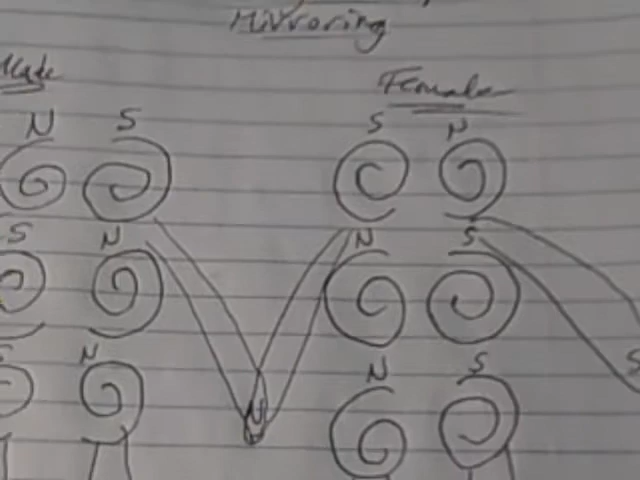 Mirroring
Male Female
N S S N
S N N S
S N N S
N S